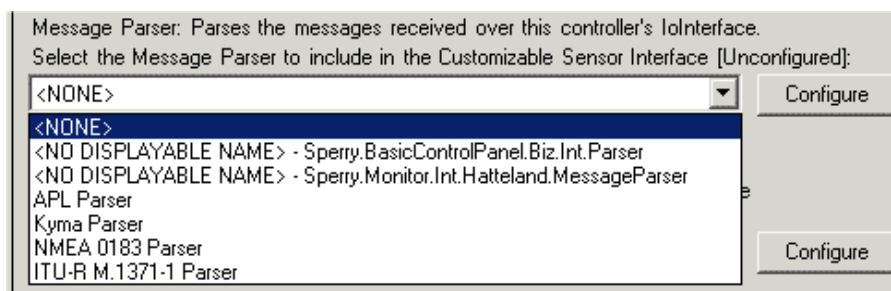 Message Parser: Parses the messages received over this controller's IoInterface.
Select the Message Parser to include in the Customizable Sensor Interface [Unconfigured]:
<NONE>
Configure
<NONE>
<NO DISPLAYABLE NAME> - Sperry.BasicControlPanel.Biz.Int.Parser
<NO DISPLAYABLE NAME> - Sperry.Monitor.Int.Hatteland.MessageParser
APL Parser
Kyma Parser
NMEA 0183 Parser
Configure
ITU-R M.1371-1 Parser